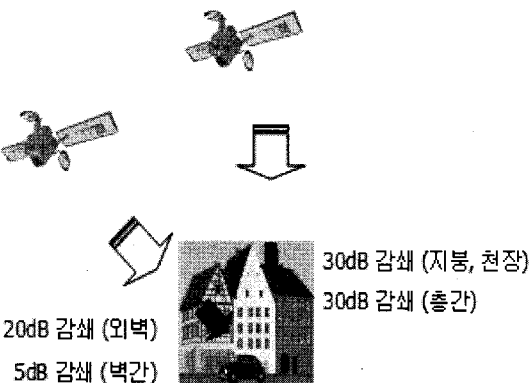 30dB 감쇄 (지붕, 천장)
30dB 감쇄 (층간)
20dB 감쇄 (외벽)
5dB 감쇄 (벽간)